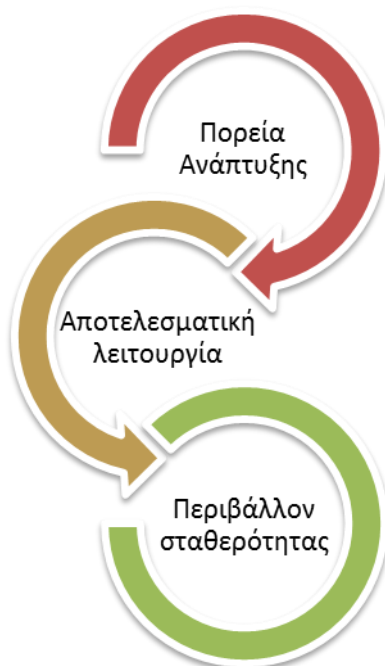 Πορεία
Ανάπτυξης
Αποτελεσματική
λειτουργία
Περιβάλλον
σταθερότητας